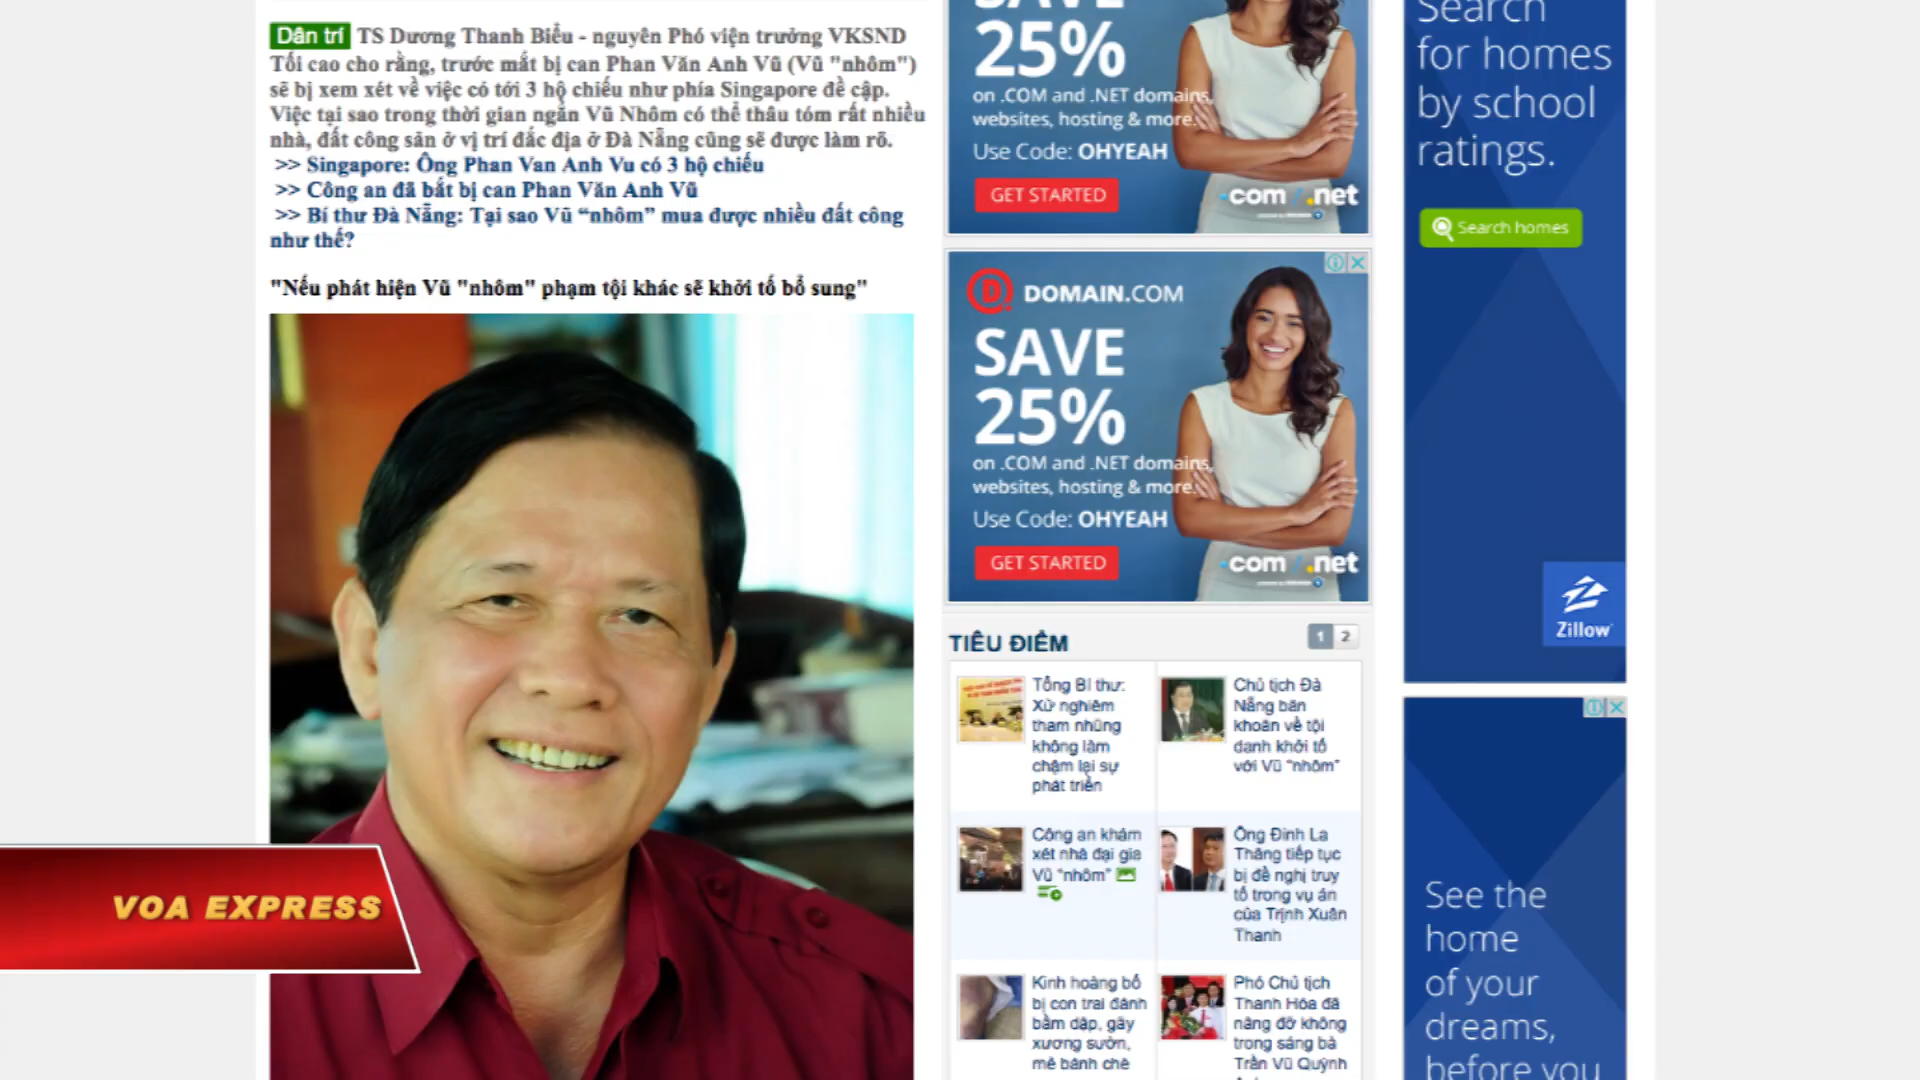 Dân trí TS Dương Thanh Biểu - nguyên Phó viện trưởng VKSND
Tối cao cho rằng, trước mắt bị can Phan Văn Anh Vũ (Vũ "nhôm")
sẽ bị xem xét về việc có tới 3 hộ chiếu như phía Singapore đề cập.
Việc tại sao trong thời gian ngắn Vũ Nhôm có thể thâu tóm rất nhiều
nhà, đất công sản ở vị trí đắc địa ở Đà Nẵng cũng sẽ được làm rõ.
>> Singapore: Ông Phan Van Anh Vu có 3 hộ chiếu
>> Công an đã bắt bị can Phan Văn Anh Vũ
>> Bí thư Đà Nẵng: Tại sao Vũ “nhôm” mua được nhiều đất công
như thế?
"Nếu phát hiện Vũ "nhôm" phạm tội khác sẽ khởi tố bổ sung"
VOA EXPRESS
SAVE
25%
on .COM and .NET domains,
websites, hosting & more.
Use Code: OHYEAH
GET STARTED
.com .net
DOMAIN.COM
SAVE
25%
on .COM and .NET domains,
websites, hosting & more.
Use Code: OHYEAH
GET STARTED
.com .net
TIÊU ĐIỂM
1 2
Tổng Bí thư:
Xử nghiêm
tham nhũng
không làm
chậm lại sự
phát triển
Chủ tịch Đà
Nẵng băn
khoăn về tội
danh khởi tố
với Vũ “nhôm”
Công an khám
xét nhà đại gia
Vũ “nhôm”
Ông Đinh La
Thăng tiếp tục
bị đề nghị truy
tố trong vụ án
của Trịnh Xuân
Thanh
Kinh hoàng bố
bị con trai đánh
bầm dập, gãy
xương sườn,
mẻ bánh chè
Phó Chủ tịch
Thanh Hóa đã
nâng đỡ không
trong sáng bà
Trần Vũ Quỳnh
Search
for homes
by school
ratings.
Search homes
Zillow
See the
home
of your
dreams,
before you